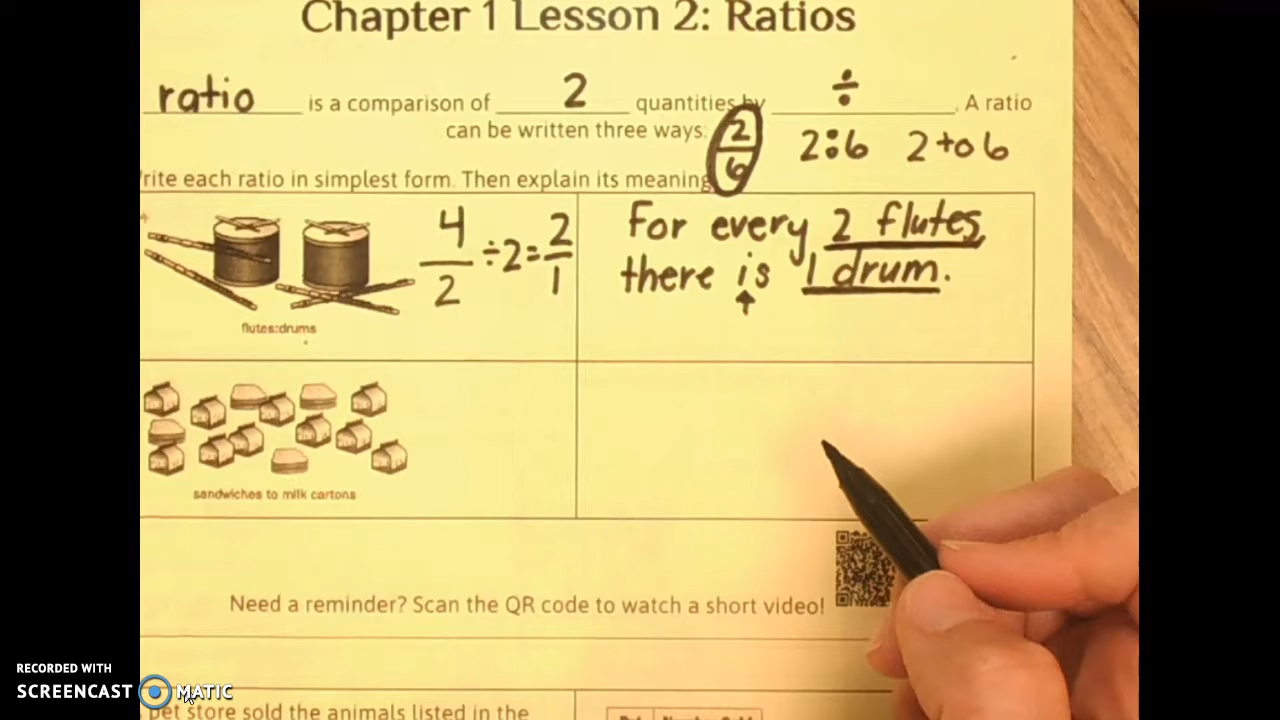 Chapter 1 Lesson 2: Ratios
ratio is a comparison of 2 quantities by ÷ . A ratio
can be written three ways: 2/6 2:6 2 to 6
rite each ratio in simplest form. Then explain its meaning
4/2 ÷2= 2/1
For every 2 flutes,
there is 1 drum.
flutes:drums
sandwiches to milk cartons
Need a reminder? Scan the QR code to watch a short video!
pet store sold the animals listed in the
RECORDED WITH
SCREENCAST MATIC